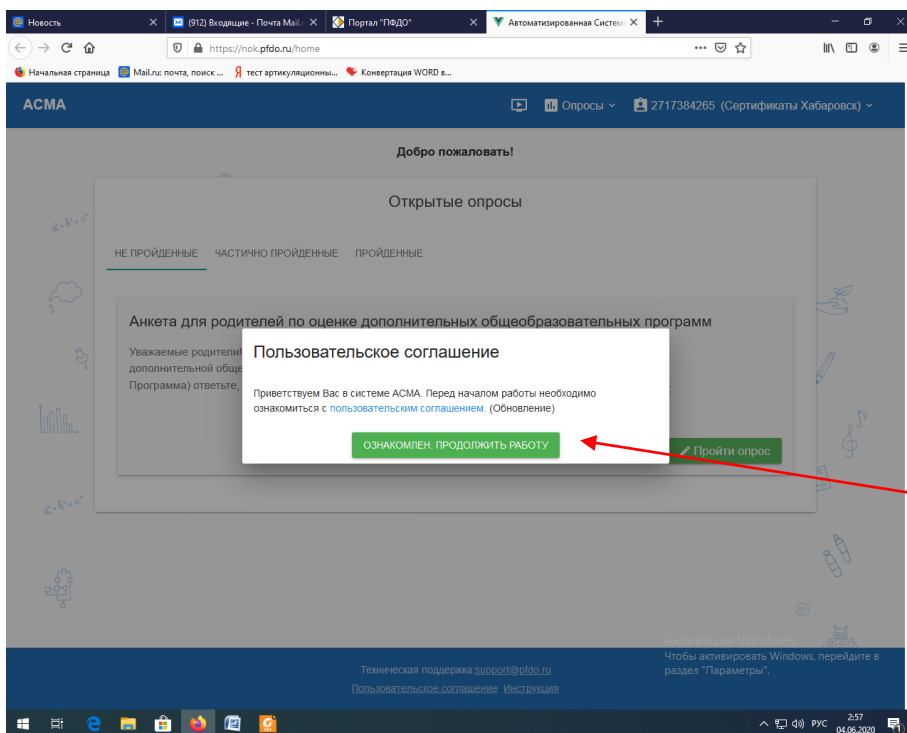 Новость
(912) Входящие - Почта Mail.r
Портал "ПФДО"
Автоматизированная Систем
https://nok.pfdo.ru/home
Начальная страница
Mail.ru: почта, поиск ...
тест артикуляционны...
Конвертация WORD в...
АСМА
Опросы
2717384265 (Сертификаты Хабаровск)
Добро пожаловать!
Открытые опросы
НЕ ПРОЙДЕННЫЕ ЧАСТИЧНО ПРОЙДЕННЫЕ ПРОЙДЕННЫЕ
Анкета для родителей по оценке дополнительных общеобразовательных программ
Уважаемые родители
дополнительной обще
Программа) ответьте,
Пользовательское соглашение
Приветствуем Вас в системе АСМА. Перед началом работы необходимо
ознакомиться с пользовательским соглашением. (Обновление)
ОЗНАКОМЛЕН. ПРОДОЛЖИТЬ РАБОТУ
Пройти опрос
Активация Windows
Чтобы активировать Windows, перейдите в
раздел "Параметры".
Техническая поддержка: support@pfdo.ru
Пользовательское соглашение Инструкция
РУС
2:57
04.06.2020